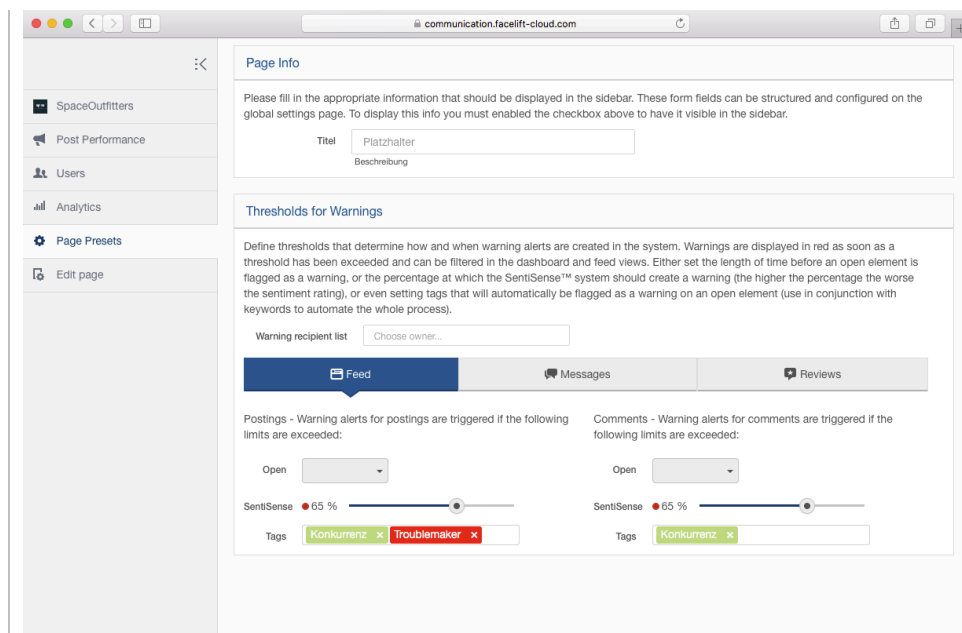 communication.facelift-cloud.com
SpaceOutfitters
Post Performance
Users
Analytics
Page Presets
Edit page
Page Info
Please fill in the appropriate information that should be displayed in the sidebar. These form fields can be structured and configured on the
global settings page. To display this info you must enabled the checkbox above to have it visible in the sidebar.
Titel
Platzhalter
Beschreibung
Thresholds for Warnings
Define thresholds that determine how and when warning alerts are created in the system. Warnings are displayed in red as soon as a
threshold has been exceeded and can be filtered in the dashboard and feed views. Either set the length of time before an open element is
flagged as a warning, or the percentage at which the SentiSense™ system should create a warning (the higher the percentage the worse
the sentiment rating), or even setting tags that will automatically be flagged as a warning on an open element (use in conjunction with
keywords to automate the whole process).
Warning recipient list
Choose owner...
Feed
Messages
Reviews
Postings - Warning alerts for postings are triggered if the following
limits are exceeded:
Open
SentiSense 65 %
Tags
Konkurrenz ×
Troublemaker ×
Comments - Warning alerts for comments are triggered if the
following limits are exceeded:
Open
SentiSense 65 %
Tags
Konkurrenz ×